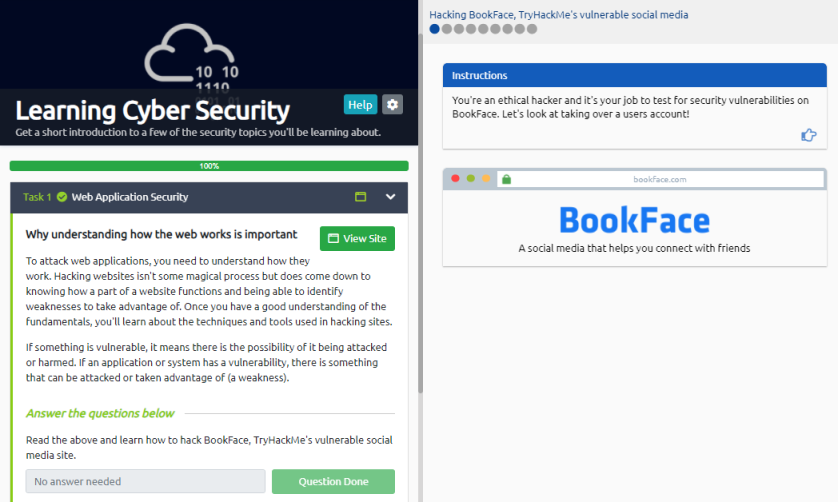 10 10
1110
Learning Cyber Security
Help
Get a short introduction to a few of the security topics you'll be learning about.
100%
Task 1 Web Application Security
Why understanding how the web works is important
View Site
To attack web applications, you need to understand how they
work. Hacking websites isn't some magical process but does come down to
knowing how a part of a website functions and being able to identify
weaknesses to take advantage of. Once you have a good understanding of the
fundamentals, you'll learn about the techniques and tools used in hacking sites.
If something is vulnerable, it means there is the possibility of it being attacked
or harmed. If an application or system has a vulnerability, there is something
that can be attacked or taken advantage of (a weakness).
Answer the questions below
Read the above and learn how to hack BookFace, TryHackMe's vulnerable social
media site.
No answer needed
Question Done
Hacking BookFace, TryHackMe's vulnerable social media
Instructions
You're an ethical hacker and it's your job to test for security vulnerabilities on
BookFace. Let's look at taking over a users account!
bookface.com
BookFace
A social media that helps you connect with friends